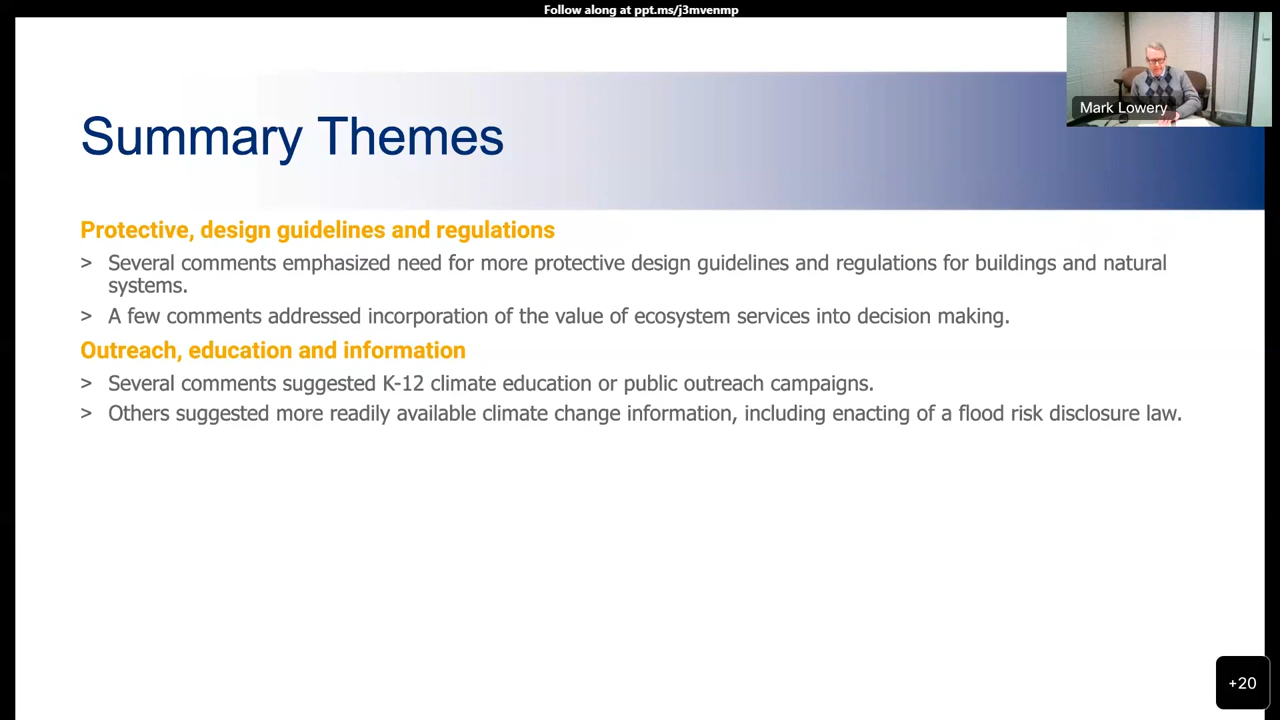 Follow along at ppt.ms/j3mvenmp
Mark Lowery
Summary Themes
Protective, design guidelines and regulations
> Several comments emphasized need for more protective design guidelines and regulations for buildings and natural
systems.
> A few comments addressed incorporation of the value of ecosystem services into decision making.
Outreach, education and information
> Several comments suggested K-12 climate education or public outreach campaigns.
> Others suggested more readily available climate change information, including enacting of a flood risk disclosure law.
+20